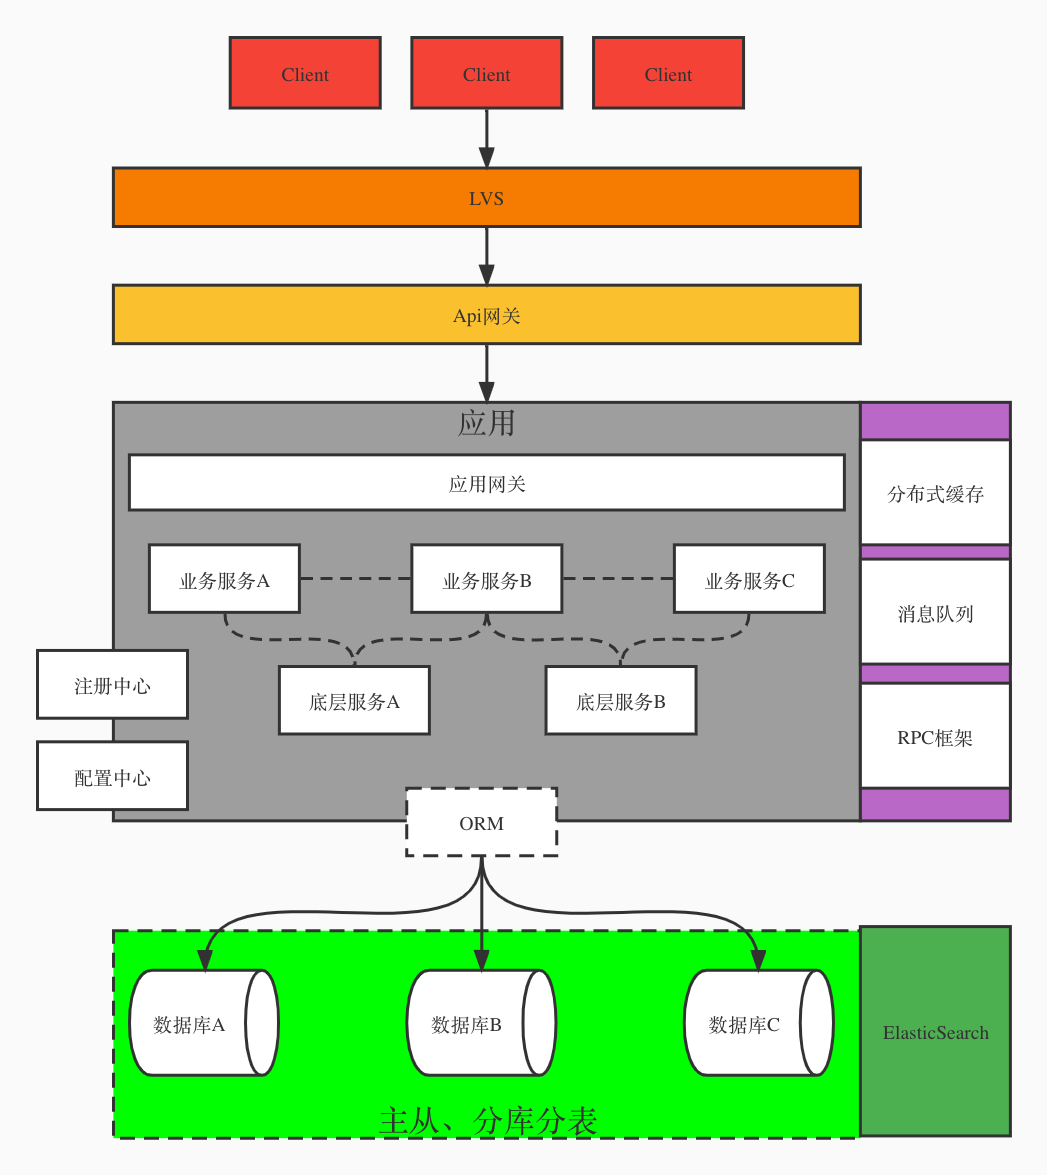 Client
Client
Client
LVS
Api网关
应用
应用网关
分布式缓存
业务服务A
业务服务B
业务服务C
消息队列
注册中心
底层服务A
底层服务B
RPC框架
配置中心
ORM
数据库A
数据库B
数据库C
ElasticSearch
主从、分库分表